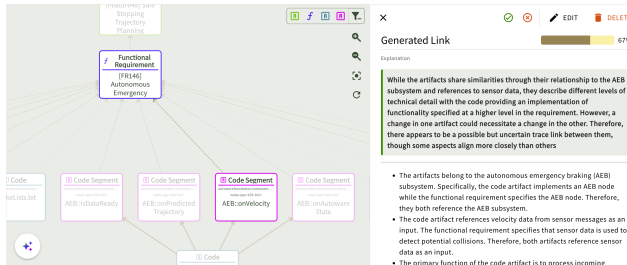 [Feature46] Safe
Stopping
Trajectory
Planning
Functional
Requirement
[FR146]
Autonomous
Emergency
Code
eLists.txt
Code Segment
AEB::isDataReady
Code Segment
AEB::onPredicted
Trajectory
Code Segment
AEB::onVelocity
Code Segment
AEB::onAutoware
State
Code
EDIT
DELET
Generated Link
67
Explanation
While the artifacts share similarities through their relationship to the AEB
subsystem and references to sensor data, they describe different levels of
technical detail with the code providing an implementation of
functionality specified at a higher level in the requirement. However, a
change in one artifact could necessitate a change in the other. Therefore,
there appears to be a possible but uncertain trace link between them,
though some aspects align more closely than others
• The artifacts belong to the autonomous emergency braking (AEB)
subsystem. Specifically, the code artifact implements an AEB node
while the functional requirement specifies the AEB node. Therefore,
they both reference the AEB subsystem.
• The code artifact references velocity data from sensor messages as an
input. The functional requirement specifies that sensor data is used to
detect potential collisions. Therefore, both artifacts reference sensor
data as an input.
• The primary function of the code artifact is to process incoming